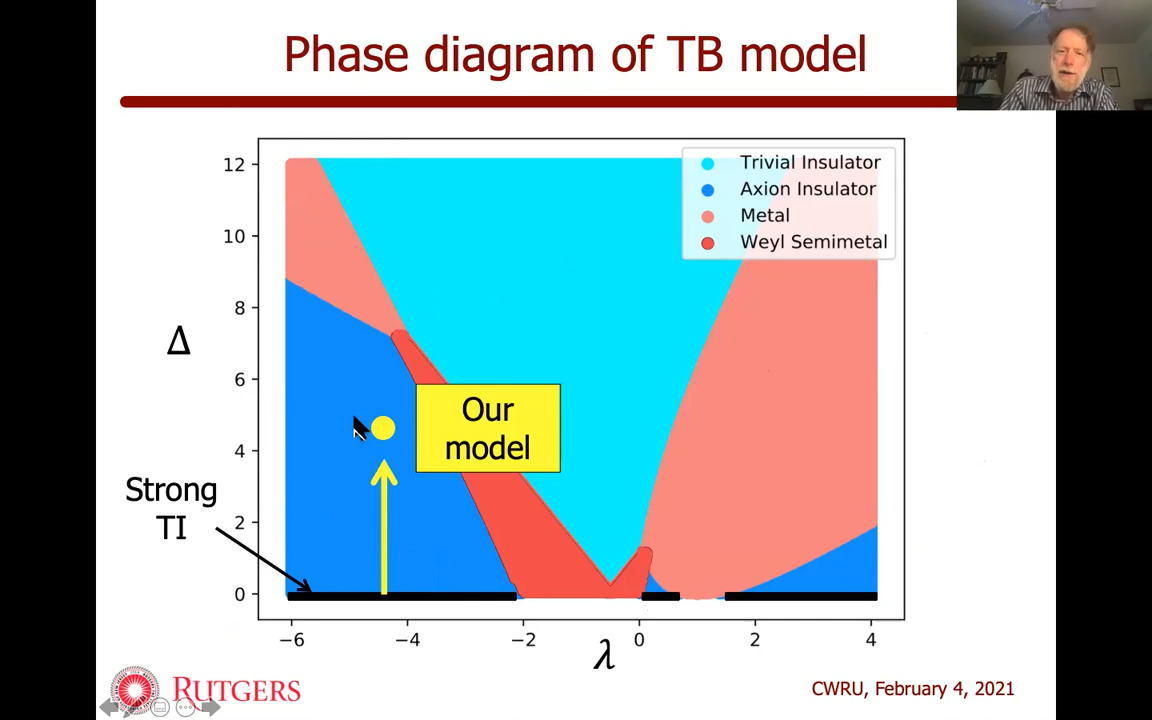 Phase diagram of TB model
12
10
8
6
4
2
0
Δ
Trivial Insulator
Axion Insulator
Metal
Weyl Semimetal
Our
model
Strong
TI
−6
−4
−2
0
2
4
λ
RUTGERS
CWRU, February 4, 2021